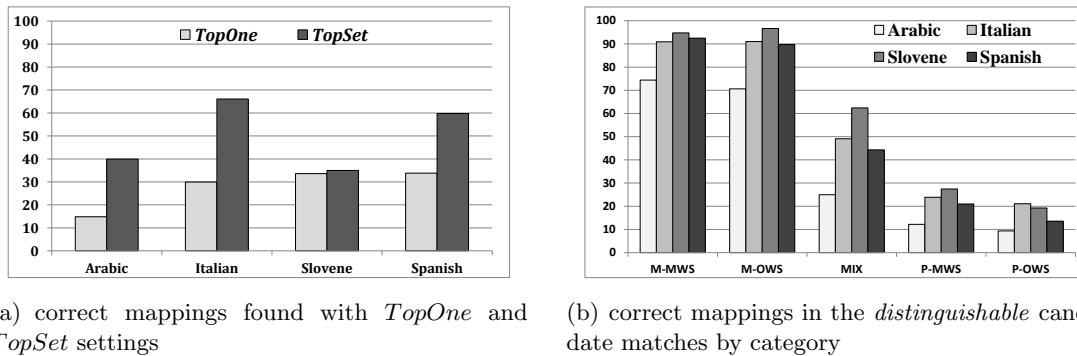 TopOne TopSet
100
90
80
70
60
50
40
30
20
10
0
Arabic Italian Slovene Spanish
a) correct mappings found with TopOne and
TopSet settings
Arabic Italian
Slovene Spanish
100
90
80
70
60
50
40
30
20
10
0
M-MWS M-OWS MIX P-MWS P-OWS
(b) correct mappings in the distinguishable cand
date matches by category